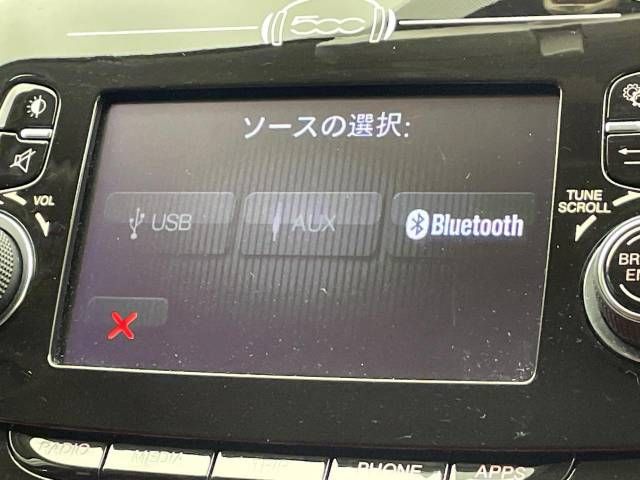 500
ソースの選択:
VOL
USB
AUX
Bluetooth
TUNE
SCROLL
RADIO
MEDIA
PHONE
APPS